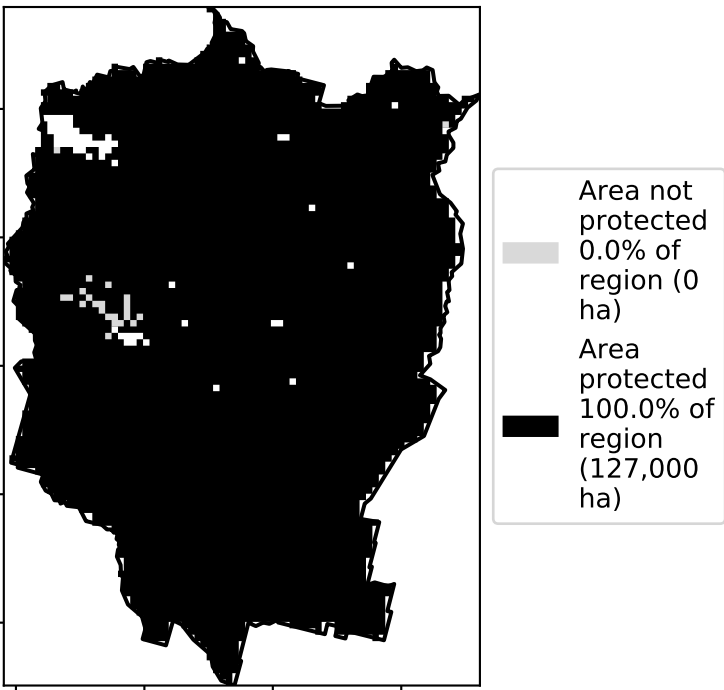 Area not
protected
0.0% of
region (0
ha)
Area
protected
100.0% of
region
(127,000
ha)